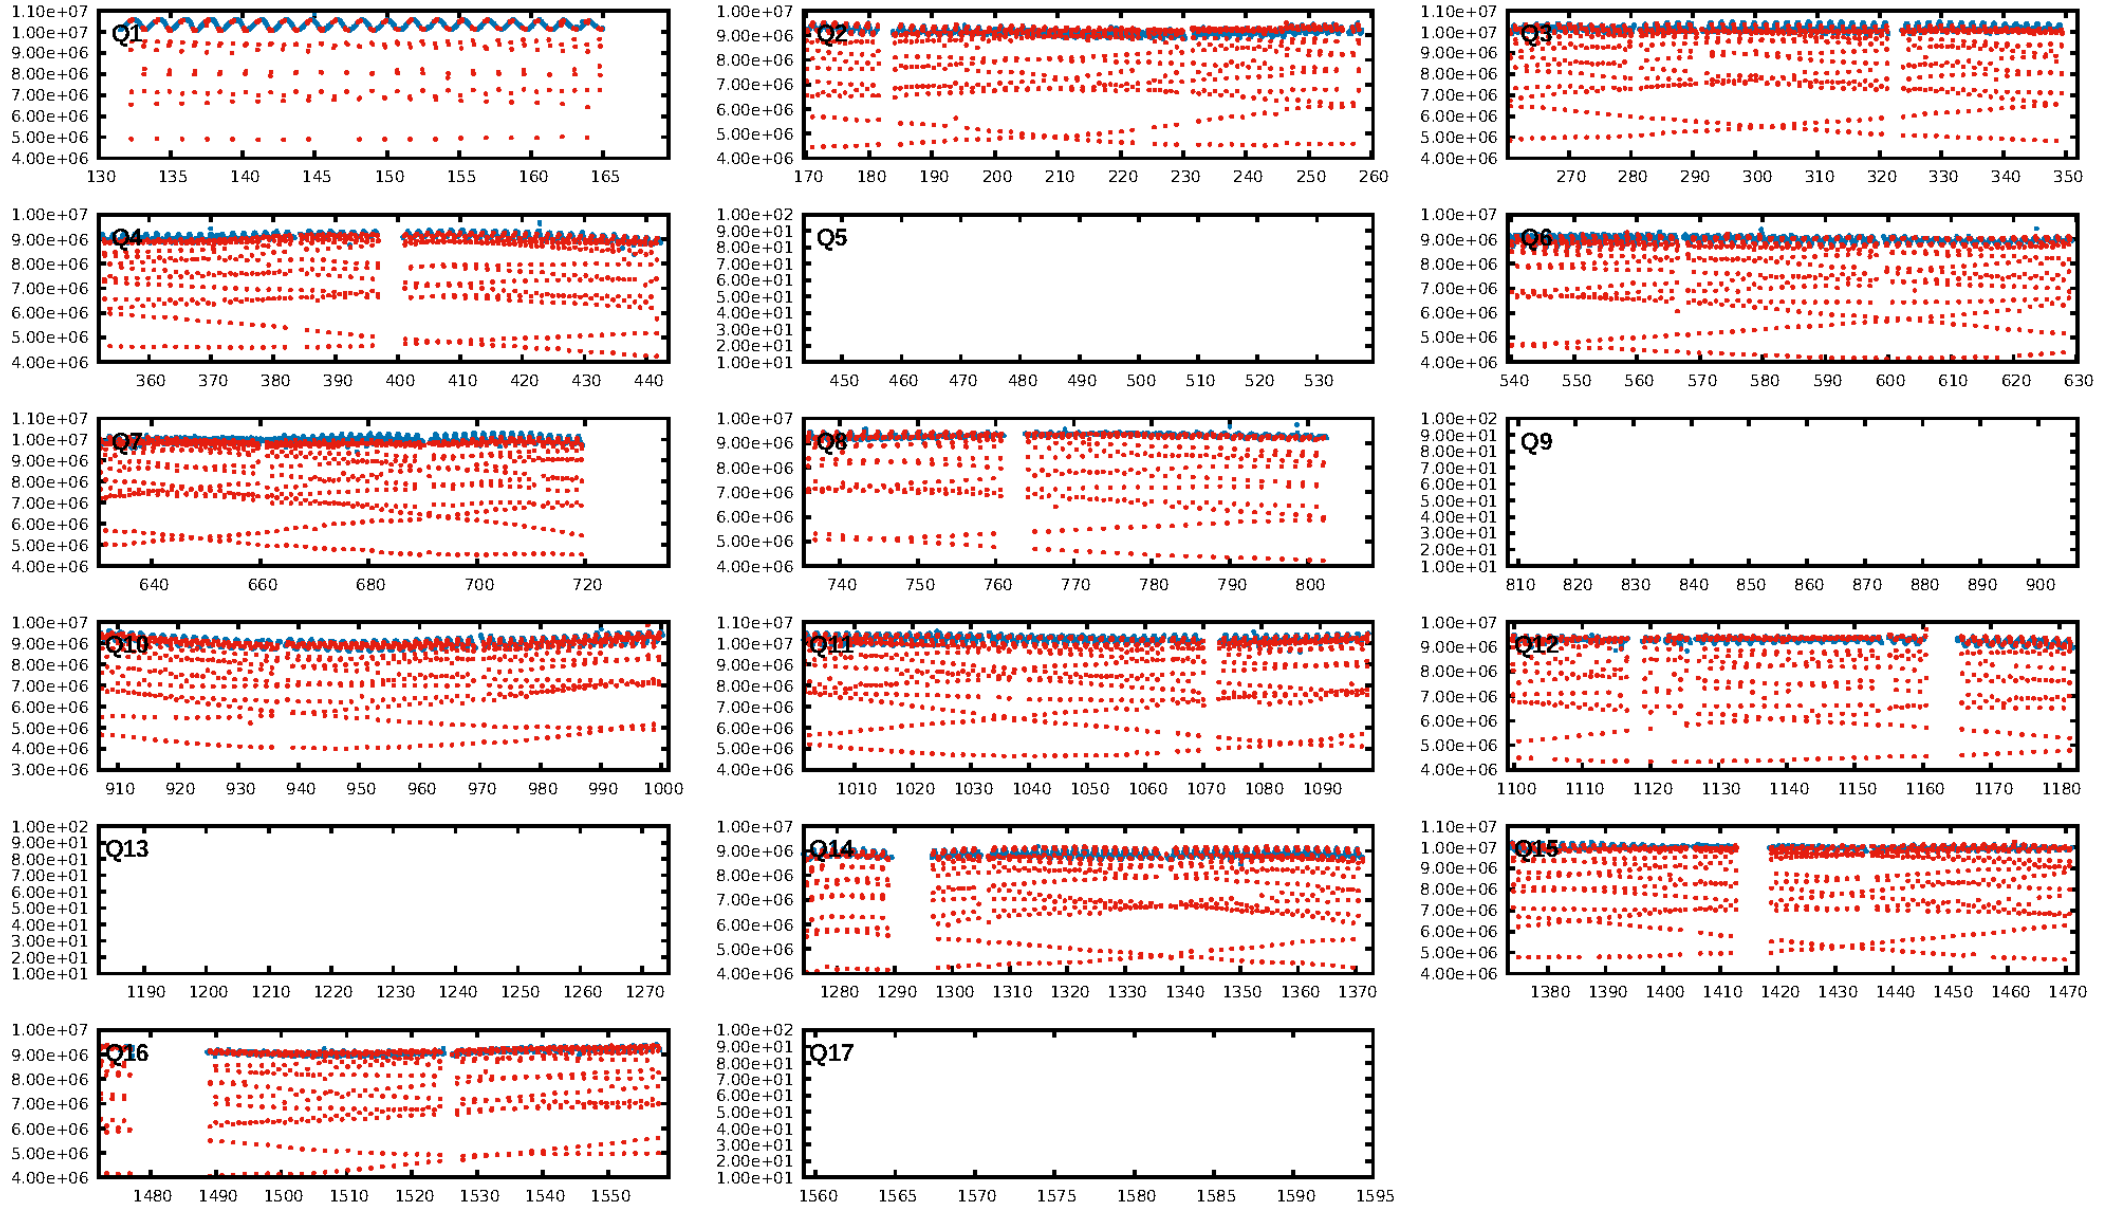 1.10e+07 1.00e+07 9.00e+06 8.00e+06 7.00e+06 6.00e+06 5.00e+06 4.00e+06
Q1
130 135 140 145 150 155 160 165
1.00e+07 9.00e+06 8.00e+06 7.00e+06 6.00e+06 5.00e+06 4.00e+06
Q2
170 180 190 200 210 220 230 240 250 260
1.10e+07 1.00e+07 9.00e+06 8.00e+06 7.00e+06 6.00e+06 5.00e+06 4.00e+06
Q3
270 280 290 300 310 320 330 340 350
1.00e+07 9.00e+06 8.00e+06 7.00e+06 6.00e+06 5.00e+06 4.00e+06
Q4
360 370 380 390 400 410 420 430 440
1.00e+02 9.00e+01 8.00e+01 7.00e+01 6.00e+01 5.00e+01 4.00e+01 3.00e+01 2.00e+01 1.00e+01
Q5
450 460 470 480 490 500 510 520 530
1.00e+07 9.00e+06 8.00e+06 7.00e+06 6.00e+06 5.00e+06 4.00e+06
Q6
540 550 560 570 580 590 600 610 620 630
1.10e+07 1.00e+07 9.00e+06 8.00e+06 7.00e+06 6.00e+06 5.00e+06 4.00e+06
Q7
640 660 680 700 720
1.00e+07 9.00e+06 8.00e+06 7.00e+06 6.00e+06 5.00e+06 4.00e+06
Q8
740 750 760 770 780 790 800
1.00e+02 9.00e+01 8.00e+01 7.00e+01 6.00e+01 5.00e+01 4.00e+01 3.00e+01 2.00e+01 1.00e+01
Q9
810 820 830 840 850 860 870 880 890 900
1.00e+07 9.00e+06 8.00e+06 7.00e+06 6.00e+06 5.00e+06 4.00e+06 3.00e+06
Q10
910 920 930 940 950 960 970 980 990 1000
1.10e+07 1.00e+07 9.00e+06 8.00e+06 7.00e+06 6.00e+06 5.00e+06 4.00e+06
Q11
1010 1020 1030 1040 1050 1060 1070 1080 1090
1.00e+07 9.00e+06 8.00e+06 7.00e+06 6.00e+06 5.00e+06 4.00e+06
Q12
1100 1110 1120 1130 1140 1150 1160 1170 1180
1.00e+02 9.00e+01 8.00e+01 7.00e+01 6.00e+01 5.00e+01 4.00e+01 3.00e+01 2.00e+01 1.00e+01
Q13
1190 1200 1210 1220 1230 1240 1250 1260 1270
1.00e+07 9.00e+06 8.00e+06 7.00e+06 6.00e+06 5.00e+06 4.00e+06
Q14
1280 1290 1300 1310 1320 1330 1340 1350 1360 1370
1.10e+07 1.00e+07 9.00e+06 8.00e+06 7.00e+06 6.00e+06 5.00e+06 4.00e+06
Q15
1380 1390 1400 1410 1420 1430 1440 1450 1460 1470
1.00e+07 9.00e+06 8.00e+06 7.00e+06 6.00e+06 5.00e+06 4.00e+06
Q16
1480 1490 1500 1510 1520 1530 1540 1550
1.00e+02 9.00e+01 8.00e+01 7.00e+01 6.00e+01 5.00e+01 4.00e+01 3.00e+01 2.00e+01 1.00e+01
Q17
1560 1565 1570 1575 1580 1585 1590 1595